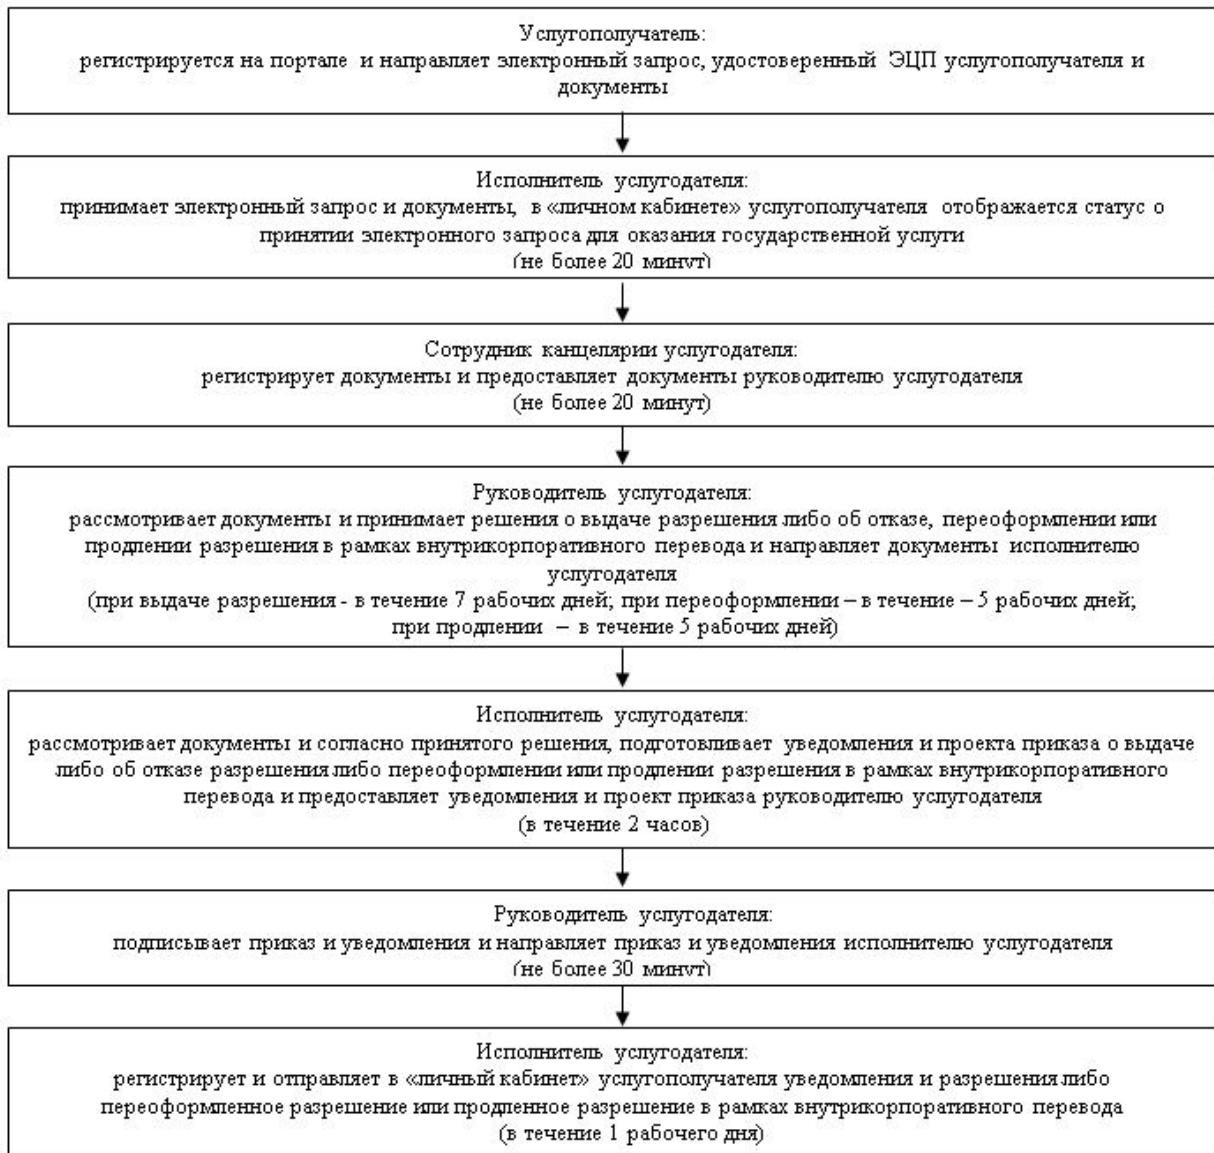 Услугополучатель:
регистрируется на портале и направляет электронный запрос, удостоверенный ЭЦП услугополучателя и
документы
Исполнитель услугодателя:
принимает электронный запрос и документы, в «личном кабинете» услугополучателя отображается статус о
принятии электронного запроса для оказания государственной услуги
(не более 20 минут)
Сотрудник канцелярии услугодателя:
регистрирует документы и предоставляет документы руководителю услугодателя
(не более 20 минут)
Руководитель услугодателя:
рассмотривает документы и принимает решения о выдаче разрешения либо об отказе, переоформлении или
продлении разрешения в рамках внутрикорпоративного перевода и направляет документы исполнителю
услугодателя
(при выдаче разрешения - в течение 7 рабочих дней; при переоформлении – в течение – 5 рабочих дней;
при продлении – в течение 5 рабочих дней)
Исполнитель услугодателя:
рассмотривает документы и согласно принятого решения, подготовливает уведомления и проекта приказа о выдаче
либо об отказе разрешения либо переоформлении или продлении разрешения в рамках внутрикорпоративного
перевода и предоставляет уведомления и проект приказа руководителю услугодателя
(в течение 2 часов)
Руководитель услугодателя:
подписывает приказ и уведомления и направляет приказ и уведомления исполнителю услугодателя
(не более 30 минут)
Исполнитель услугодателя:
регистрирует и отправляет в «личный кабинет» услугополучателя уведомления и разрешения либо
переоформленное разрешение или продленное разрешение в рамках внутрикорпоративного перевода
(в течение 1 рабочего дня)